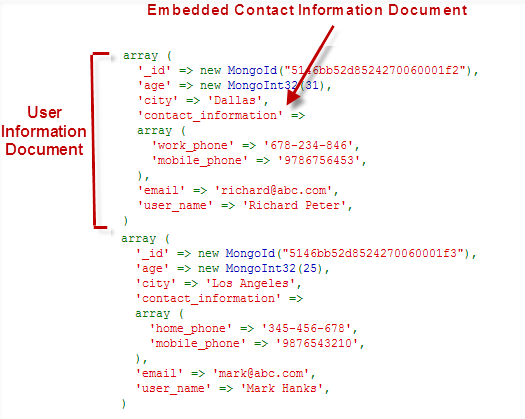 Embedded Contact Information Document
User
Information
Document
array (
'_id' => new MongoId("5146bb52d8524270060001f2"),
'age' => new MongoInt32(31),
'city' => 'Dallas',
'contact_information' =>
array (
'work_phone' => '678-234-846',
'mobile_phone' => '9786756453',
),
'email' => 'richard@abc.com',
'user_name' => 'Richard Peter',
)
array (
'_id' => new MongoId("5146bb52d8524270060001f3"),
'age' => new MongoInt32(25),
'city' => 'Los Angeles',
'contact_information' =>
array (
'home_phone' => '345-456-678',
'mobile_phone' => '9876543210',
),
'email' => 'mark@abc.com',
'user_name' => 'Mark Hanks',
)